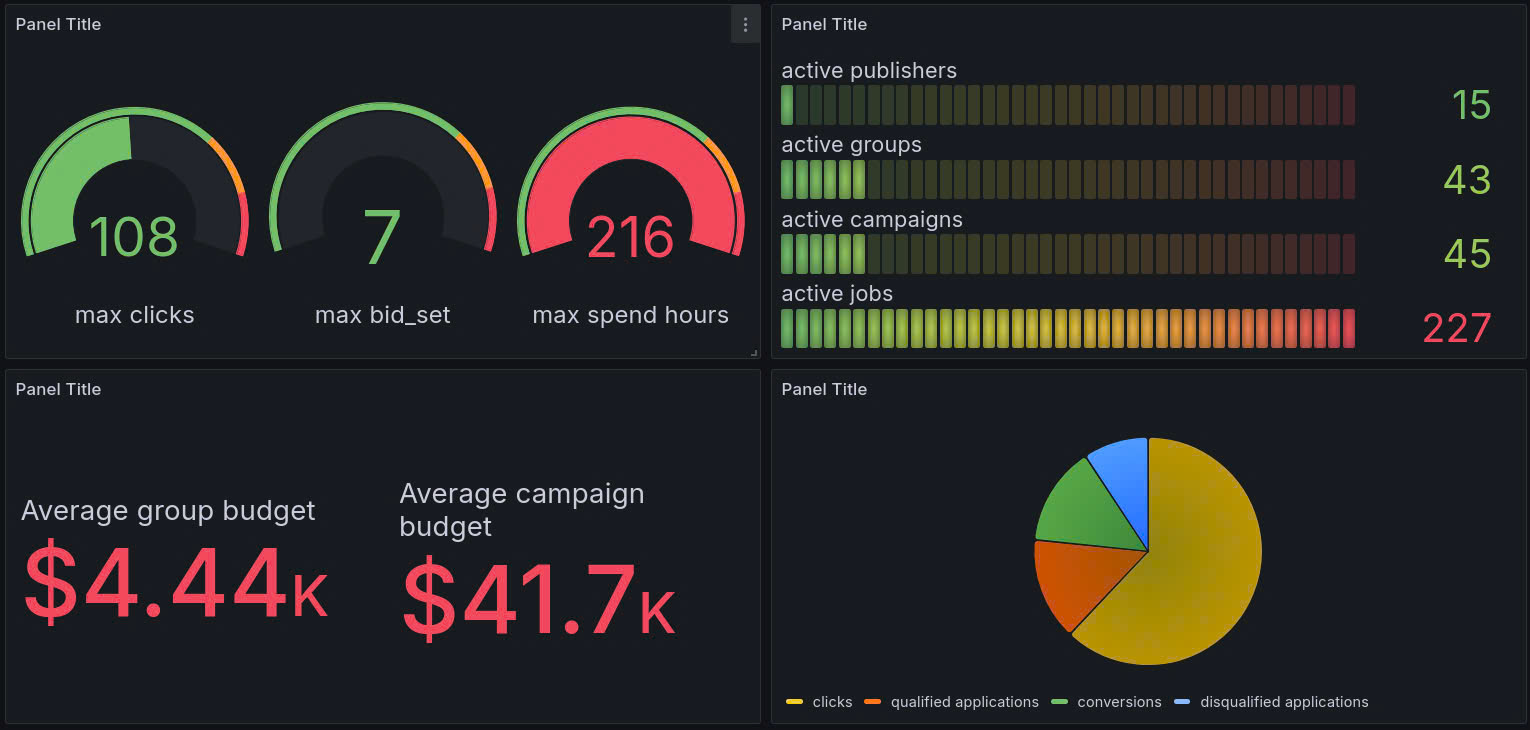 Panel Title
108
7
216
max clicks
max bid_set
max spend hours
Panel Title
active publishers
15
active groups
43
active campaigns
45
active jobs
227
Panel Title
Average group budget
$4.44K
Average campaign
budget
$41.7K
Panel Title
clicks
qualified applications
conversions
disqualified applications